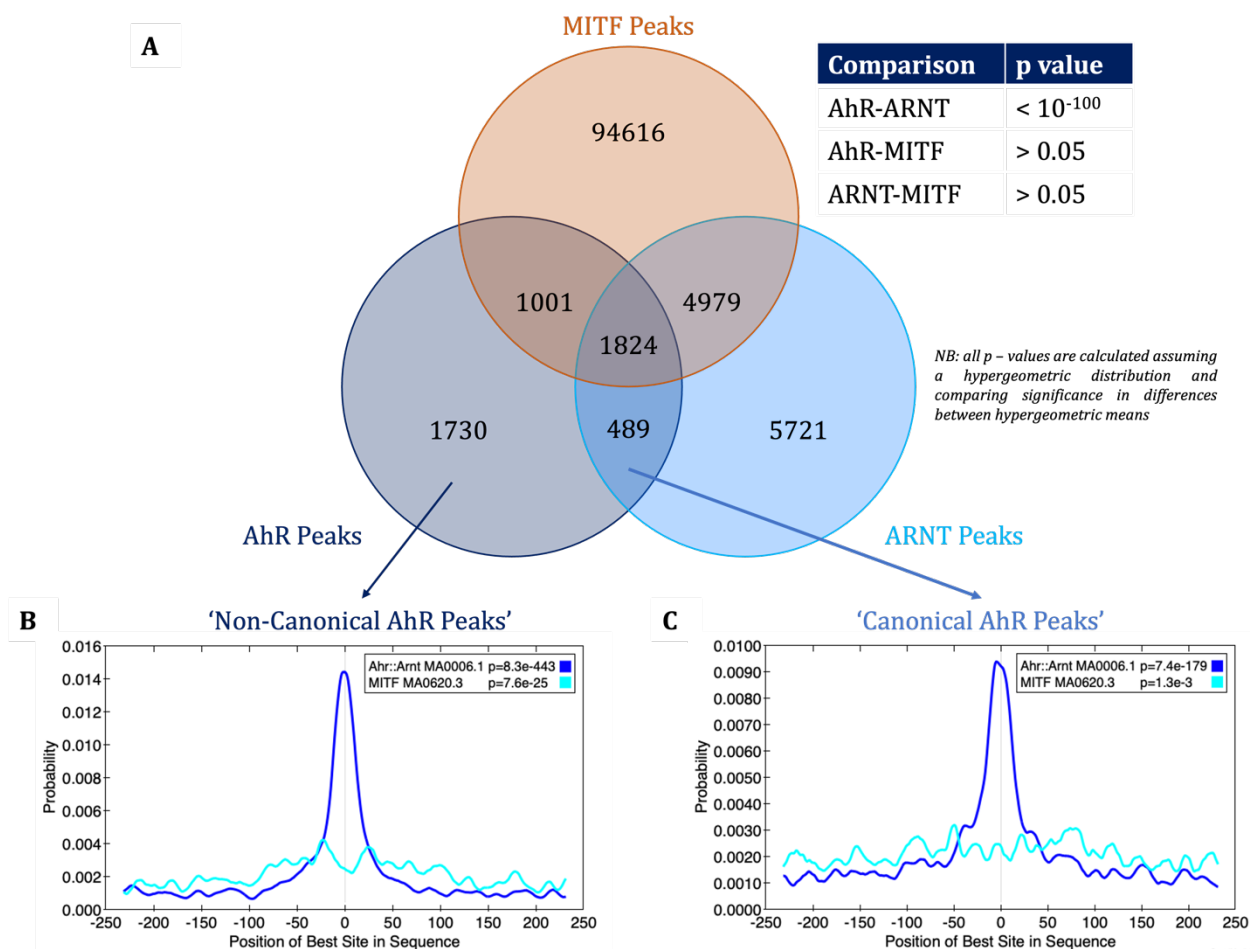 A
MITF Peaks
Comparison p value
AhR-ARNT < 10-100
AhR-MITF > 0.05
ARNT-MITF > 0.05
94616
1001
4979
1824
NB: all p – values are calculated assuming
a hypergeometric distribution and
comparing significance in differences
between hypergeometric means
1730
489
5721
AhR Peaks
ARNT Peaks
B
'Non-Canonical AhR Peaks'
0.016
0.014
0.012
0.010
0.008
0.006
0.004
0.002
0.000
Probability
Ahr::Arnt MA0006.1 p=8.3e-443
MITF MA0620.3 p=7.6e-25
-250 -200 -150 -100 -50 0 50 100 150 200 250
Position of Best Site in Sequence
C
'Canonical AhR Peaks'
0.0100
0.0090
0.0080
0.0070
0.0060
0.0050
0.0040
0.0030
0.0020
0.0010
0.0000
Probability
Ahr::Arnt MA0006.1 p=7.4e-179
MITF MA0620.3 p=1.3e-3
-250 -200 -150 -100 -50 0 50 100 150 200 250
Position of Best Site in Sequence